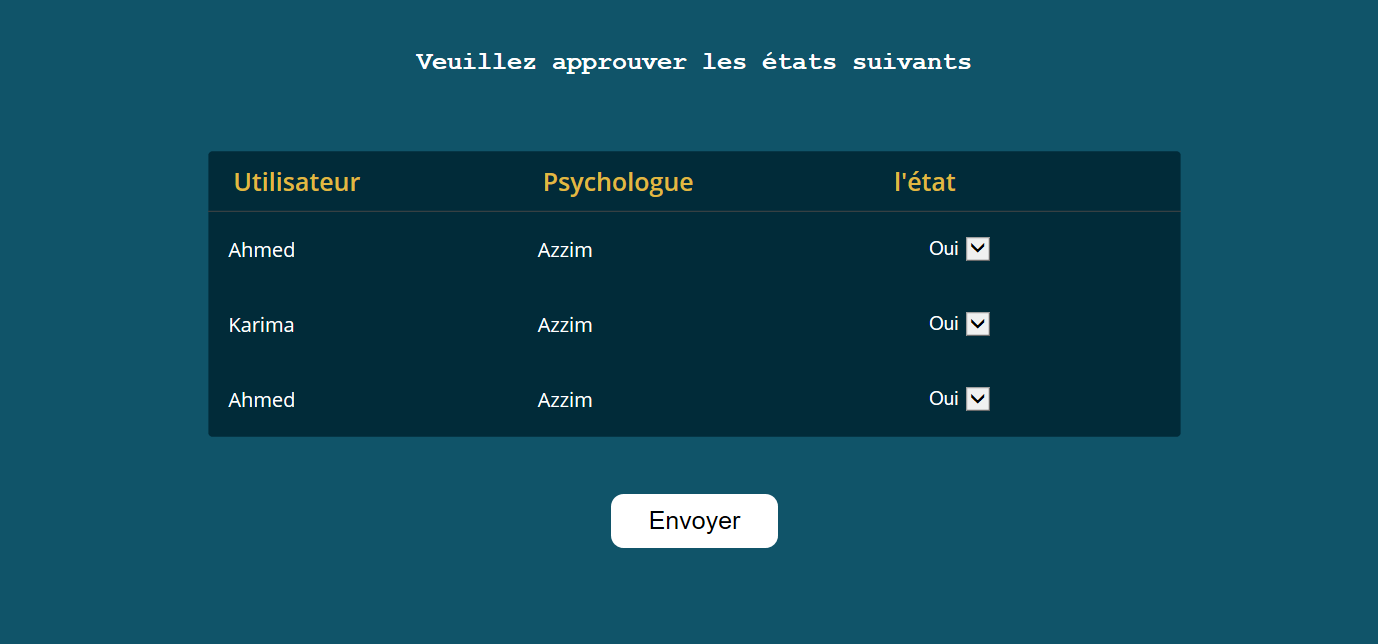 Veuillez approuver les états suivants
Utilisateur Psychologue l'état
Ahmed Azzim Oui
Karima Azzim Oui
Ahmed Azzim Oui
Envoyer